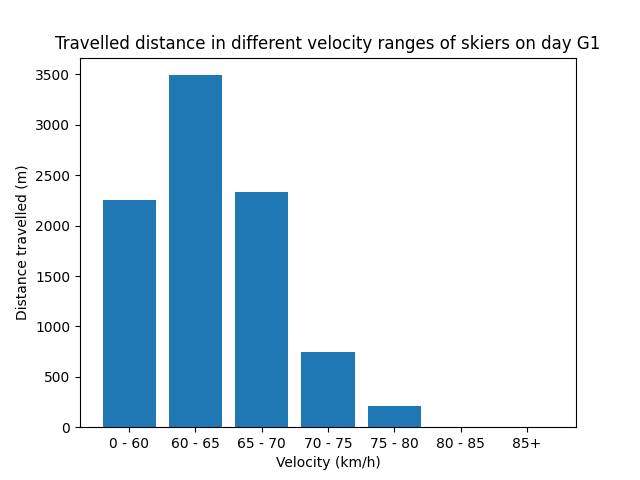 Travelled distance in different velocity ranges of skiers on day G1
3500
3000
2500
2000
1500
1000
500
0
Distance travelled (m)
0 - 60 60 - 65 65 - 70 70 - 75 75 - 80 80 - 85 85+
Velocity (km/h)